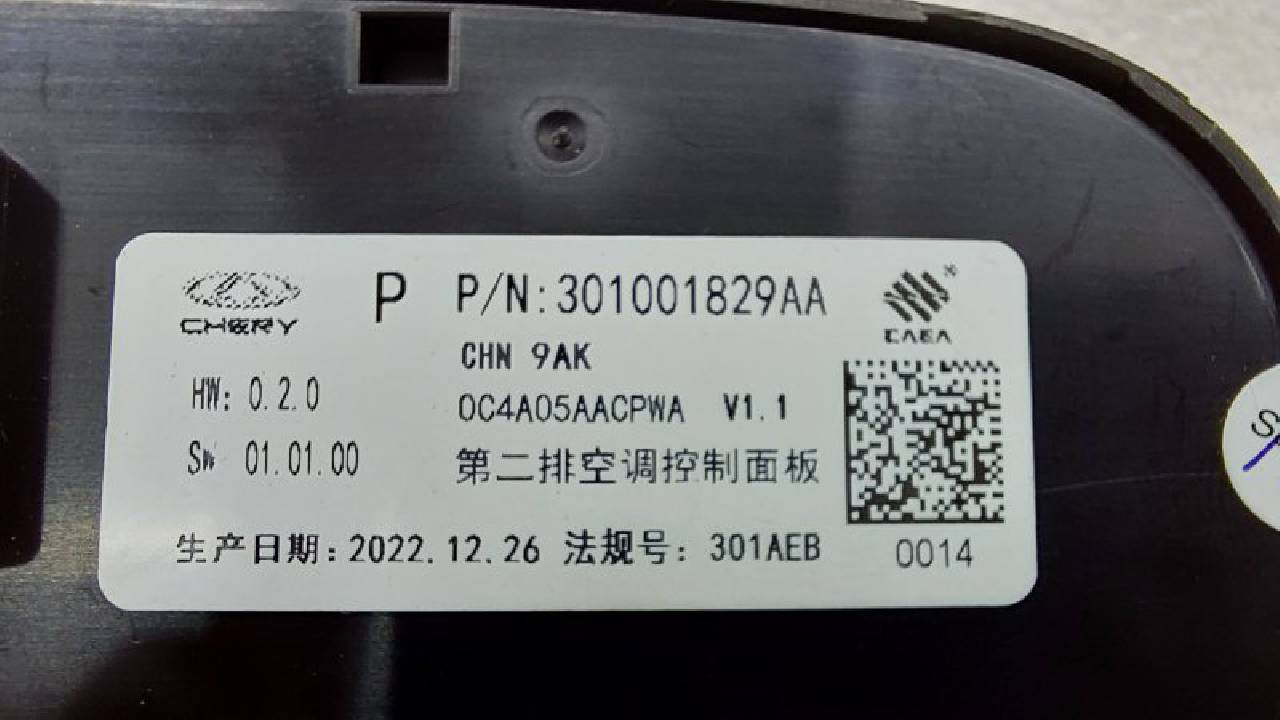 CHERY P P/N:301001829AA
CAEA
CHN 9AK
HW: 0.2.0 0C4A05AACPWA V1.1
SW 01.01.00 第二排空调控制面板
生产日期:2022.12.26 法规号: 301AEB 0014